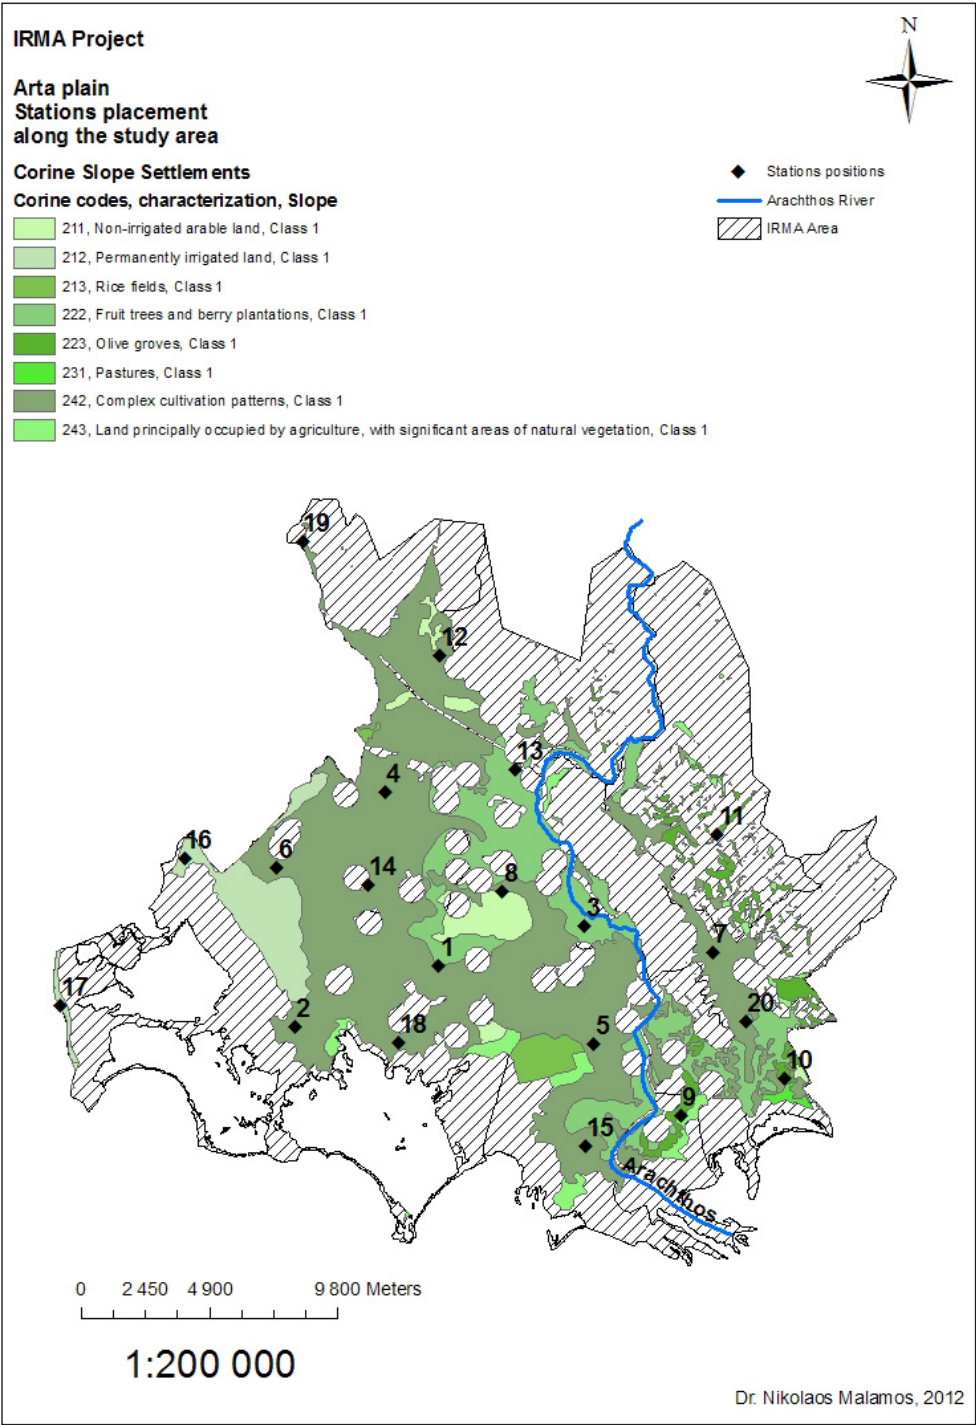 IRMA Project
N
Arta plain
Stations placement
along the study area
Corine Slope Settlements
Corine codes, characterization, Slope
211, Non-irrigated arable land, Class 1
212, Permanently irrigated land, Class 1
213, Rice fields, Class 1
222, Fruit trees and berry plantations, Class 1
223, Olive groves, Class 1
231, Pastures, Class 1
242, Complex cultivation patterns, Class 1
243, Land principally occupied by agriculture, with significant areas of natural vegetation, Class 1
Stations positions
Arachthos River
IRMA Area
19
12
13
4
11
16
6
14
8
3
7
1
17
2
18
5
20
10
9
15
Arachthos
0 2 450 4 900 9 800 Meters
1:200 000
Dr. Nikolaos Malamos, 2012